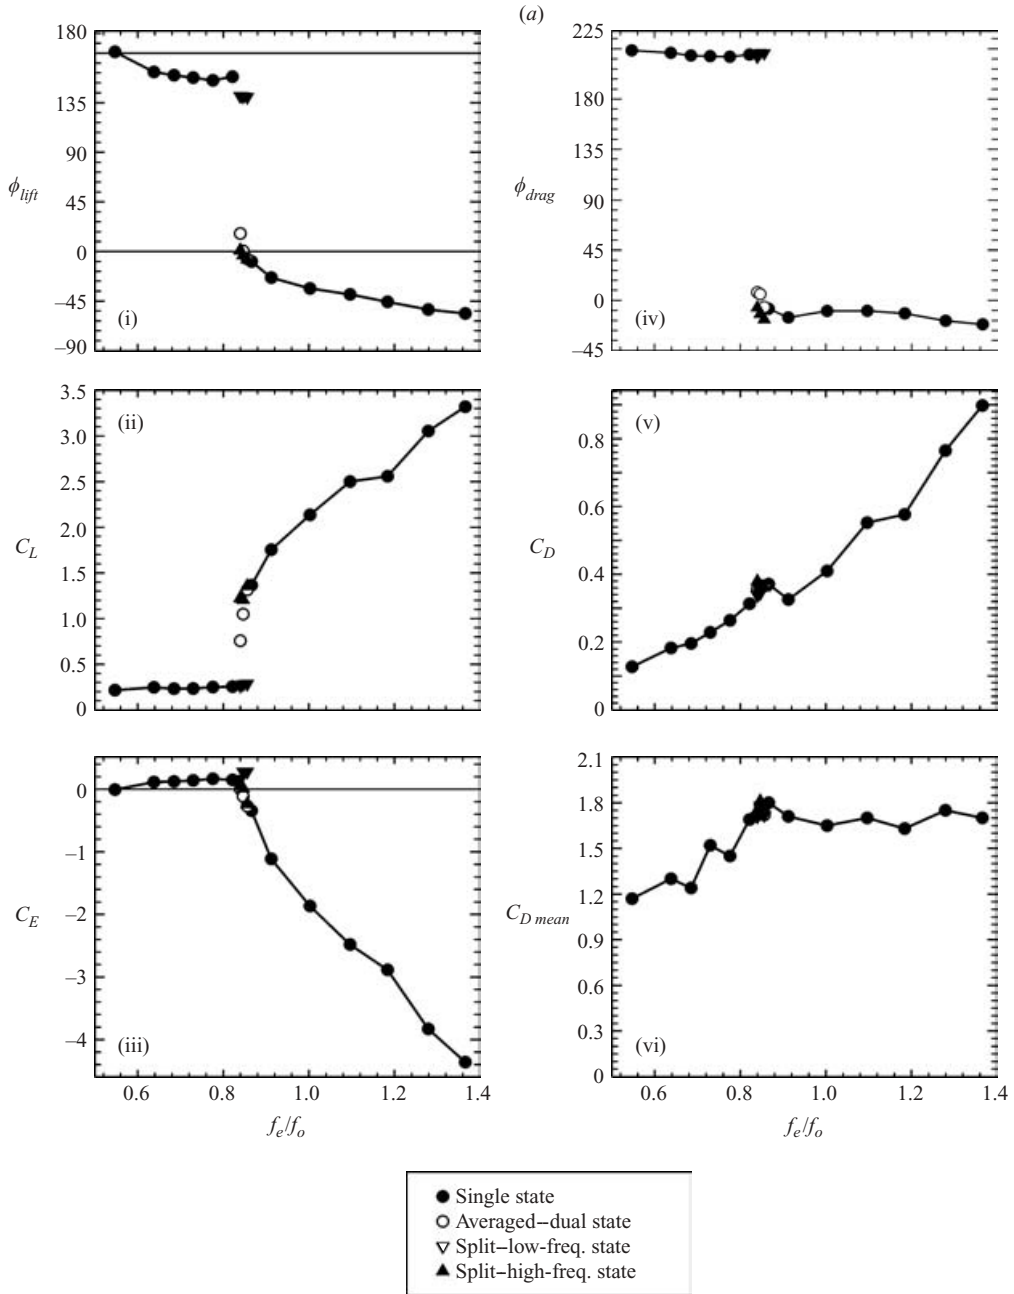 (a)
180
135
90
45
0
−45
−90
ϕlift
(i)
225
180
135
90
45
0
−45
ϕdrag
(iv)
3.5
3.0
2.5
2.0
1.5
1.0
0.5
0
CL
(ii)
0.8
0.6
0.4
0.2
0
CD
(v)
0
−1
−2
−3
−4
CE
(iii)
0.6 0.8 1.0 1.2 1.4
fe/fo
2.1
1.8
1.5
1.2
0.9
0.6
0.3
0
CD mean
(vi)
0.6 0.8 1.0 1.2 1.4
fe/fo
Single state
Averaged−dual state
Split−low-freq. state
Split−high-freq. state